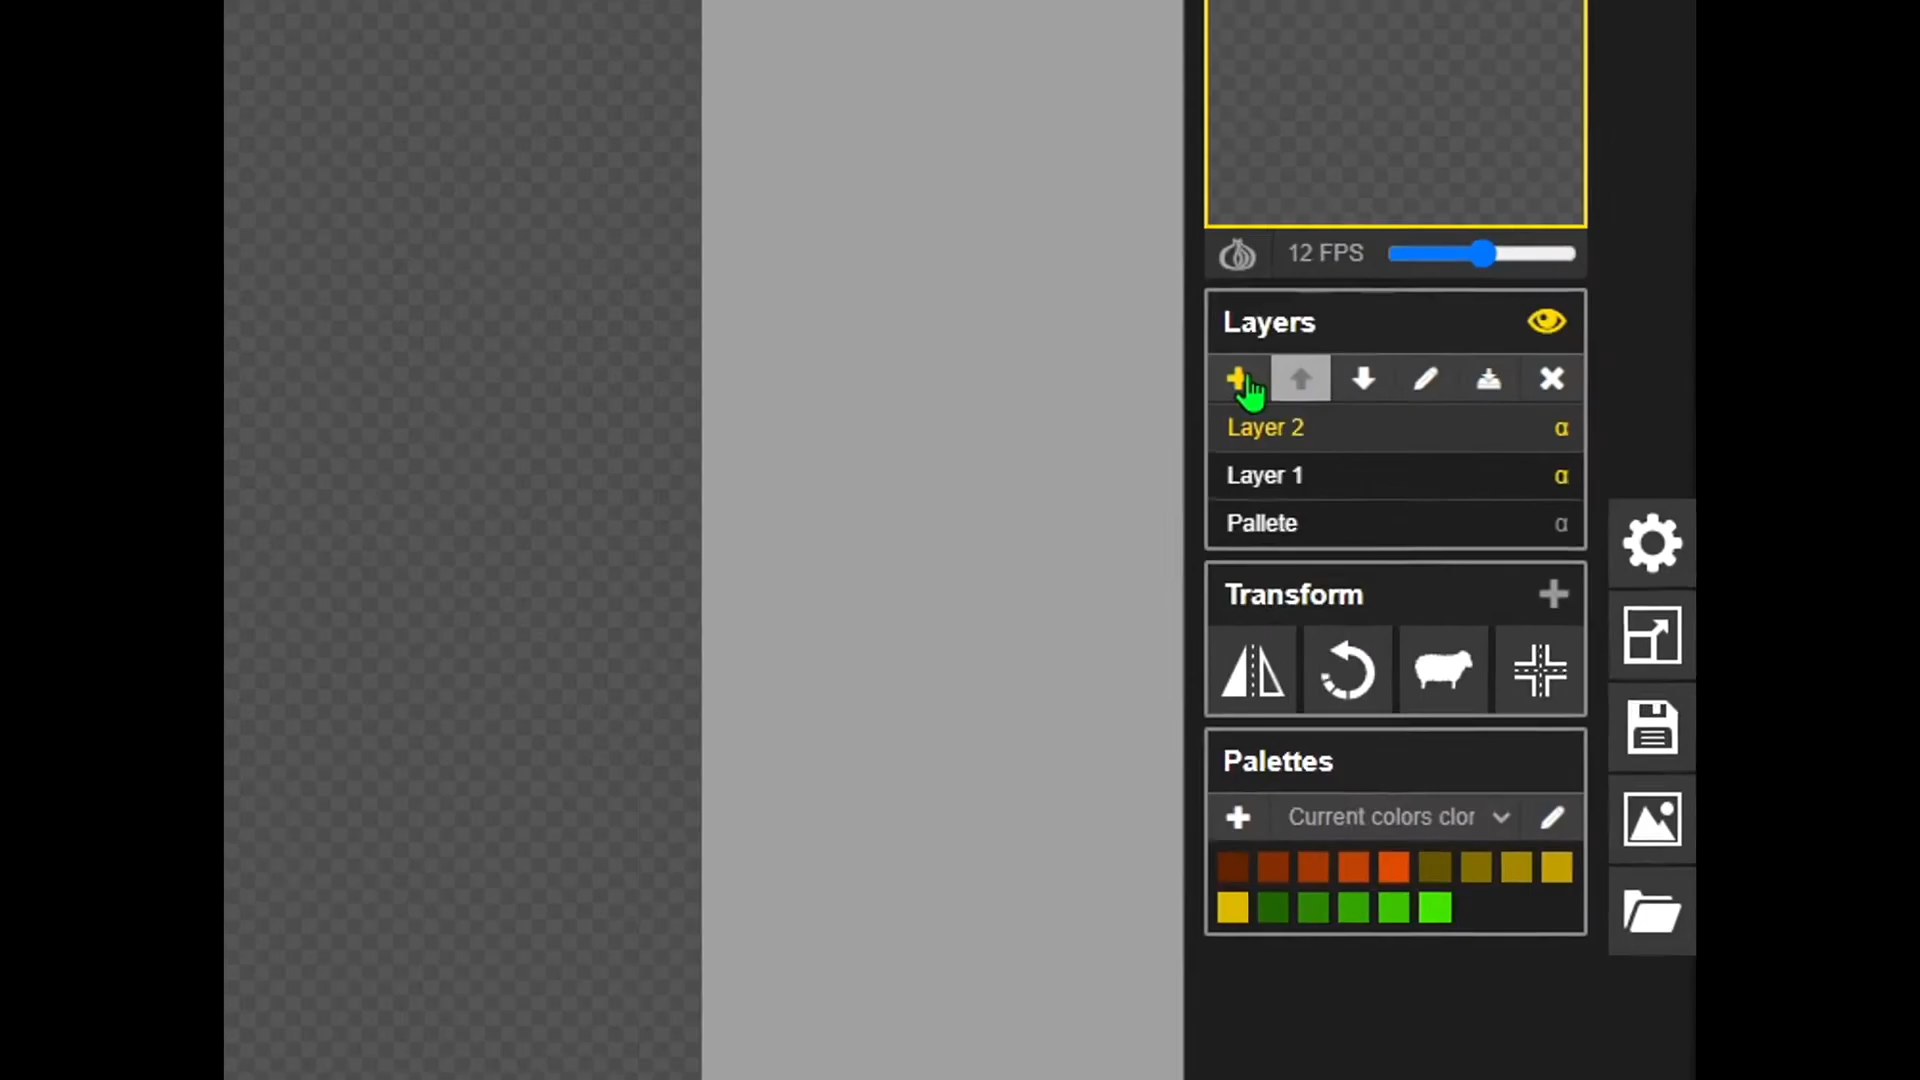 12 FPS
Layers
Layer 2 α
Layer 1 α
Pallete α
Transform
Palettes
Current colors clor